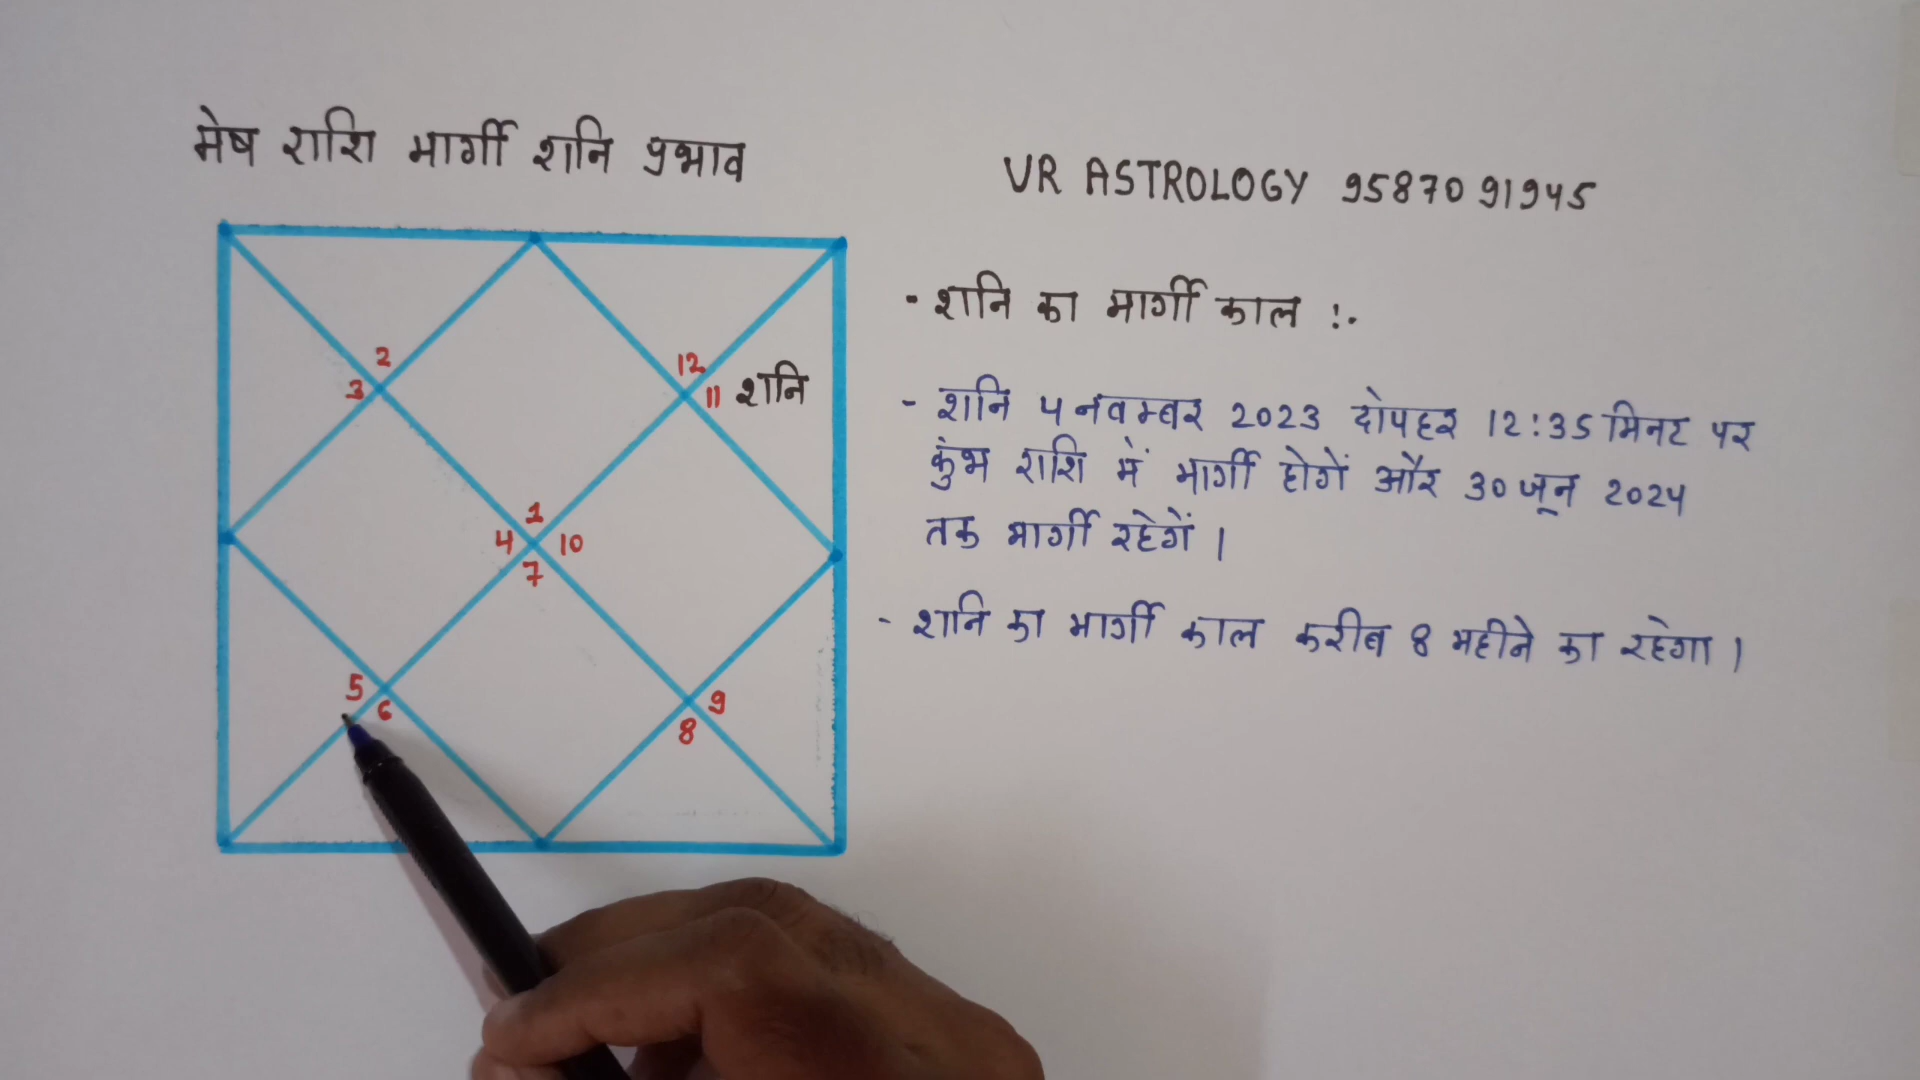 मेष राशि मार्गी शनि प्रभाव
VR ASTROLOGY 9587091945
2
3
12
11 शनि
1
4
10
7
5
6
9
8
- शनि का मार्गी काल :-
- शनि 4 नवम्बर 2023 दोपहर 12:35 मिनट पर
कुंभ राशि में मार्गी होगें और 30 जून 2024
तक मार्गी रहेगें ।
- शनि का मार्गी काल करीब 8 महीने का रहेगा ।